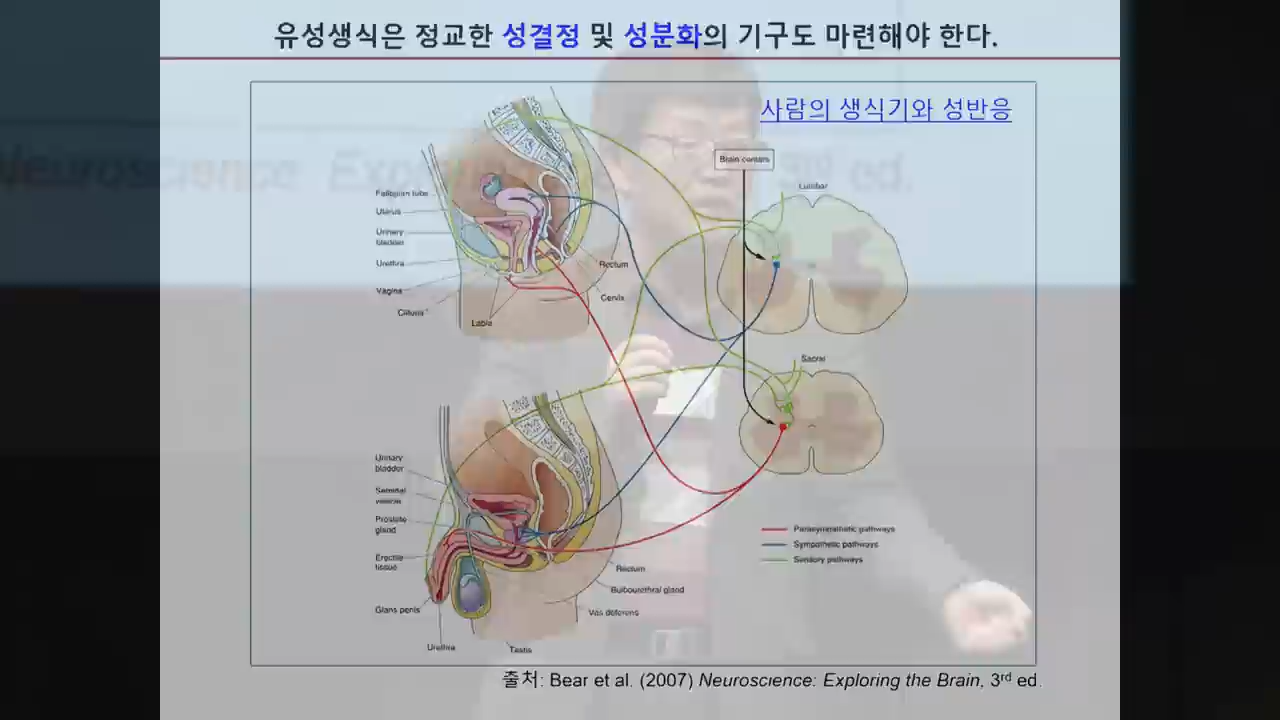 유성생식은 정교한 성결정 및 성분화의 기구도 마련해야 한다.
사람의 생식기와 성반응
Neuroscience
ed.
Brain centers
Lumbar
Fallopian tube
Uterus
Urinary
bladder
Urethra
Vagina
Clitoris
Labia
Rectum
Cervix
Sacral
Urinary
bladder
Seminal
vesicle
Prostate
gland
Erectile
tissue
Glans penis
Urethra
Testis
Rectum
Bulbourethral gland
Vas deferens
Parasympathetic pathways
Sympathetic pathways
Sensory pathways
출처: Bear et al. (2007) Neuroscience: Exploring the Brain, 3rd ed.